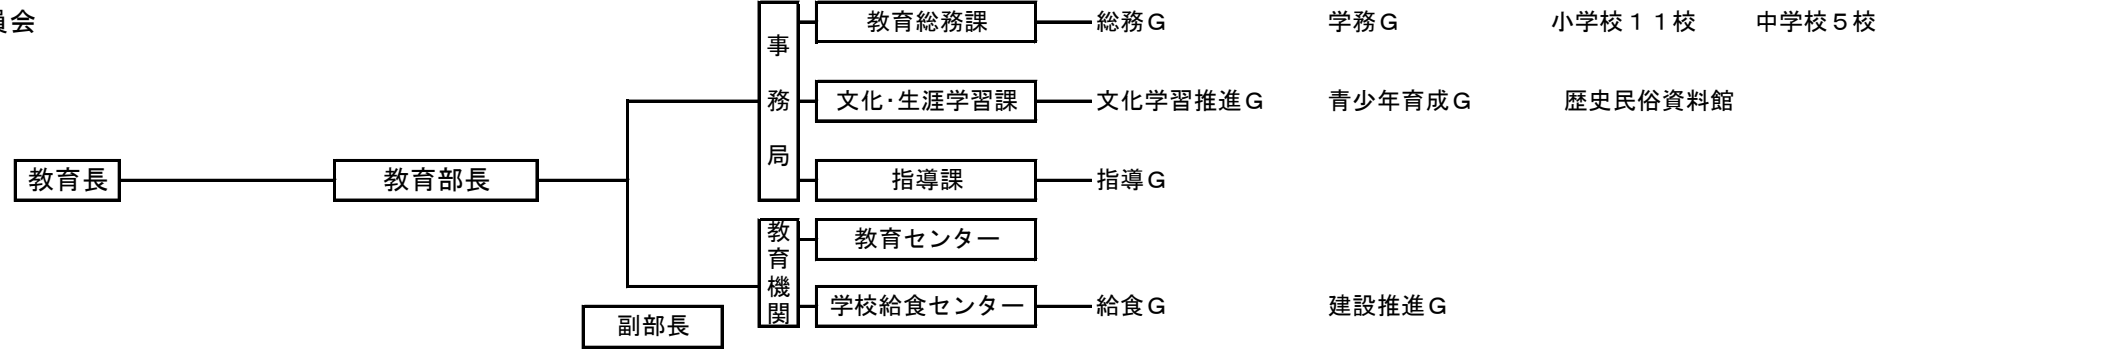 員会
教育総務課 総務Ｇ 学務Ｇ 小学校１１校 中学校５校
事務局
文化・生涯学習課 文化学習推進Ｇ 青少年育成Ｇ 歴史民俗資料館
教育長 教育部長 指導課 指導Ｇ
教育機関
教育センター
学校給食センター 給食Ｇ 建設推進Ｇ
副部長